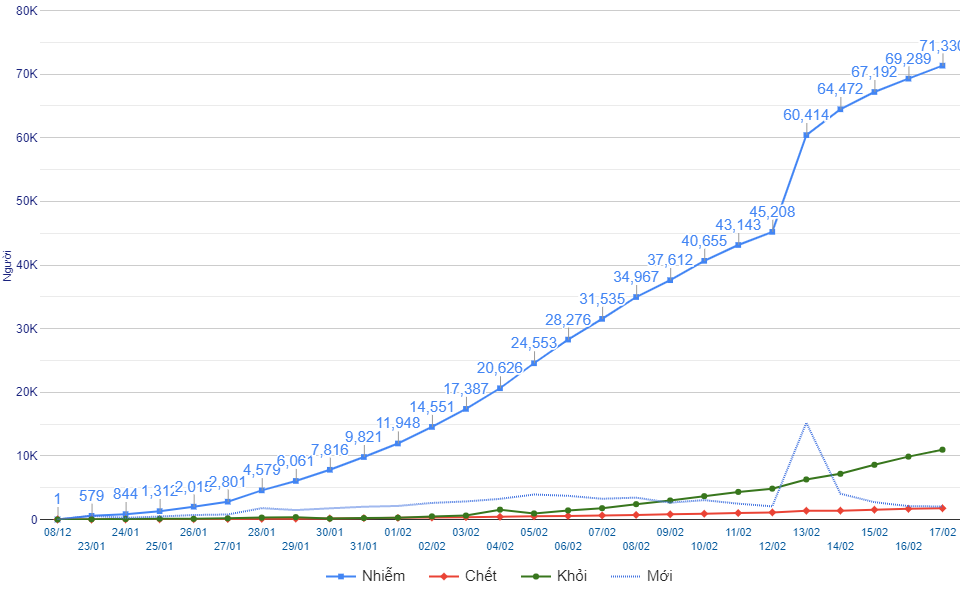 80K
70K
60K
50K
40K
30K
20K
10K
0
Người
1
579
844
1,312
2,015
2,801
4,579
6,061
7,816
9,821
11,948
14,551
17,387
20,626
24,553
28,276
31,535
34,967
37,612
40,655
43,143
45,208
60,414
64,472
67,192
69,289
71,330
08/12 24/01 26/01 28/01 30/01 01/02 03/02 05/02 07/02 09/02 11/02 13/02 15/02 17/02
23/01 25/01 27/01 29/01 31/01 02/02 04/02 06/02 08/02 10/02 12/02 14/02 16/02
Nhiễm Chết Khỏi Mới